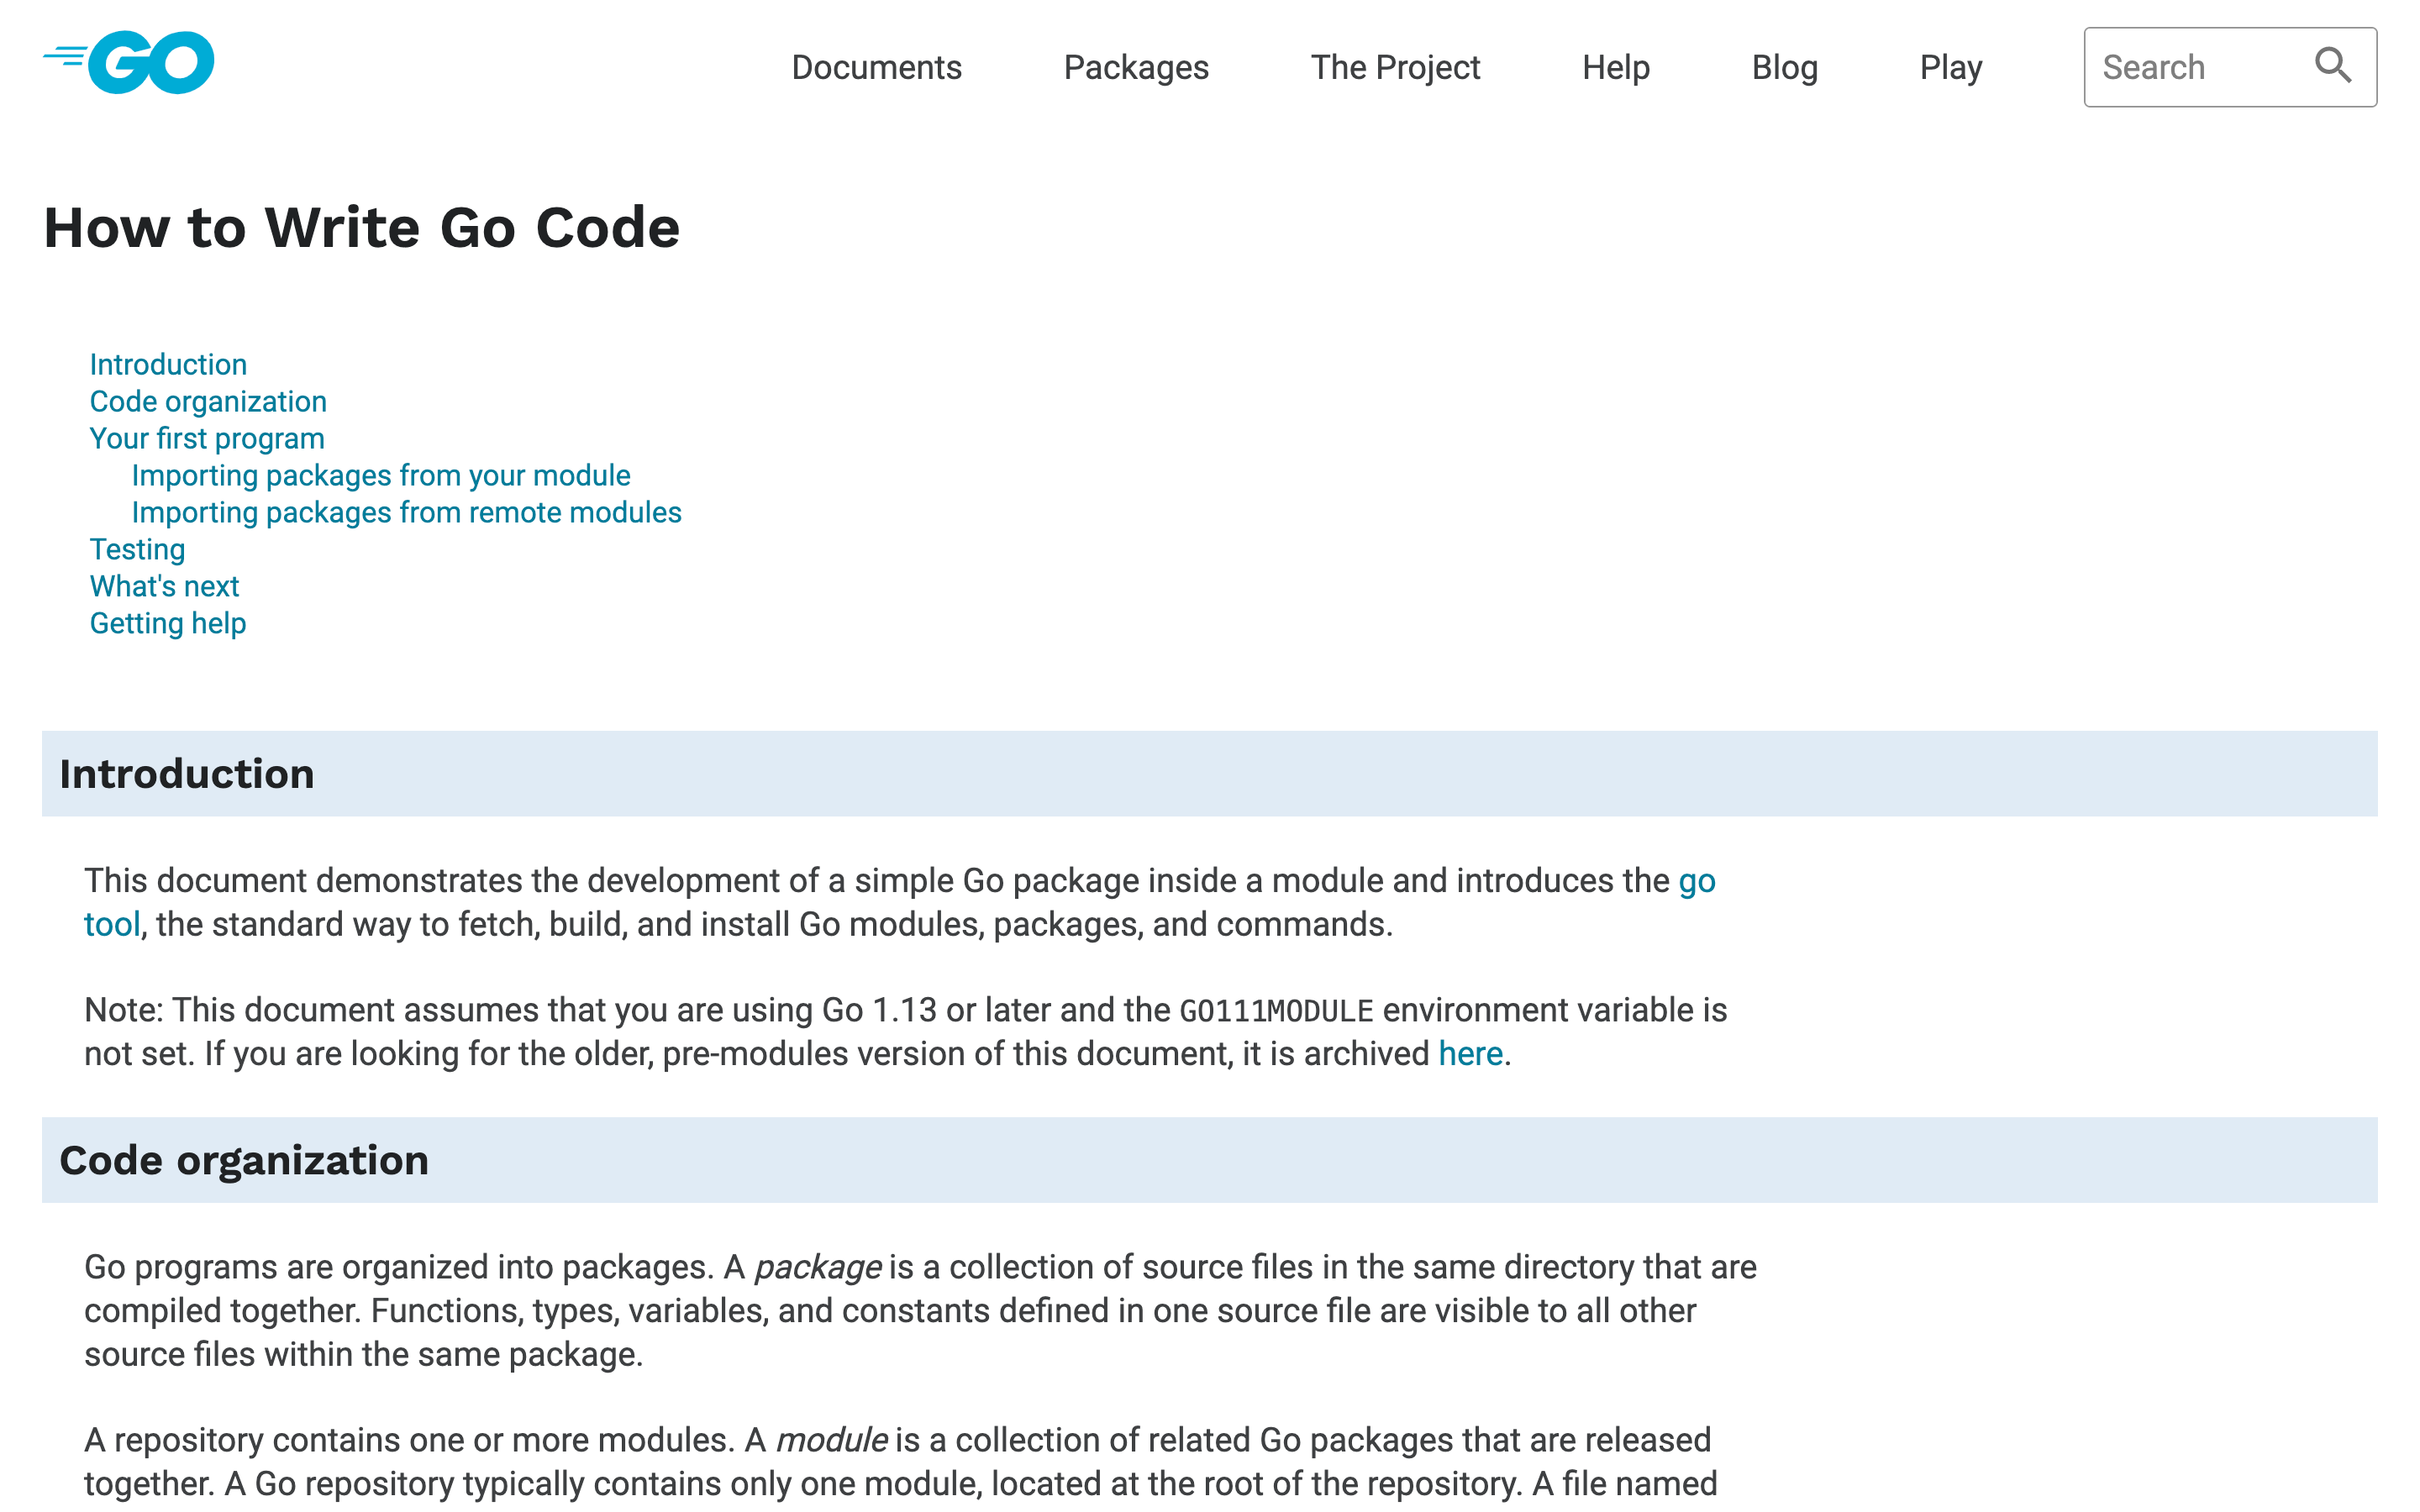 GO
Documents
Packages
The Project
Help
Blog
Play
Search
How to Write Go Code
Introduction
Code organization
Your first program
Importing packages from your module
Importing packages from remote modules
Testing
What's next
Getting help
Introduction
This document demonstrates the development of a simple Go package inside a module and introduces the go
tool, the standard way to fetch, build, and install Go modules, packages, and commands.
Note: This document assumes that you are using Go 1.13 or later and the GO111MODULE environment variable is
not set. If you are looking for the older, pre-modules version of this document, it is archived here.
Code organization
Go programs are organized into packages. A package is a collection of source files in the same directory that are
compiled together. Functions, types, variables, and constants defined in one source file are visible to all other
source files within the same package.
A repository contains one or more modules. A module is a collection of related Go packages that are released
together. A Go repository typically contains only one module, located at the root of the repository. A file named